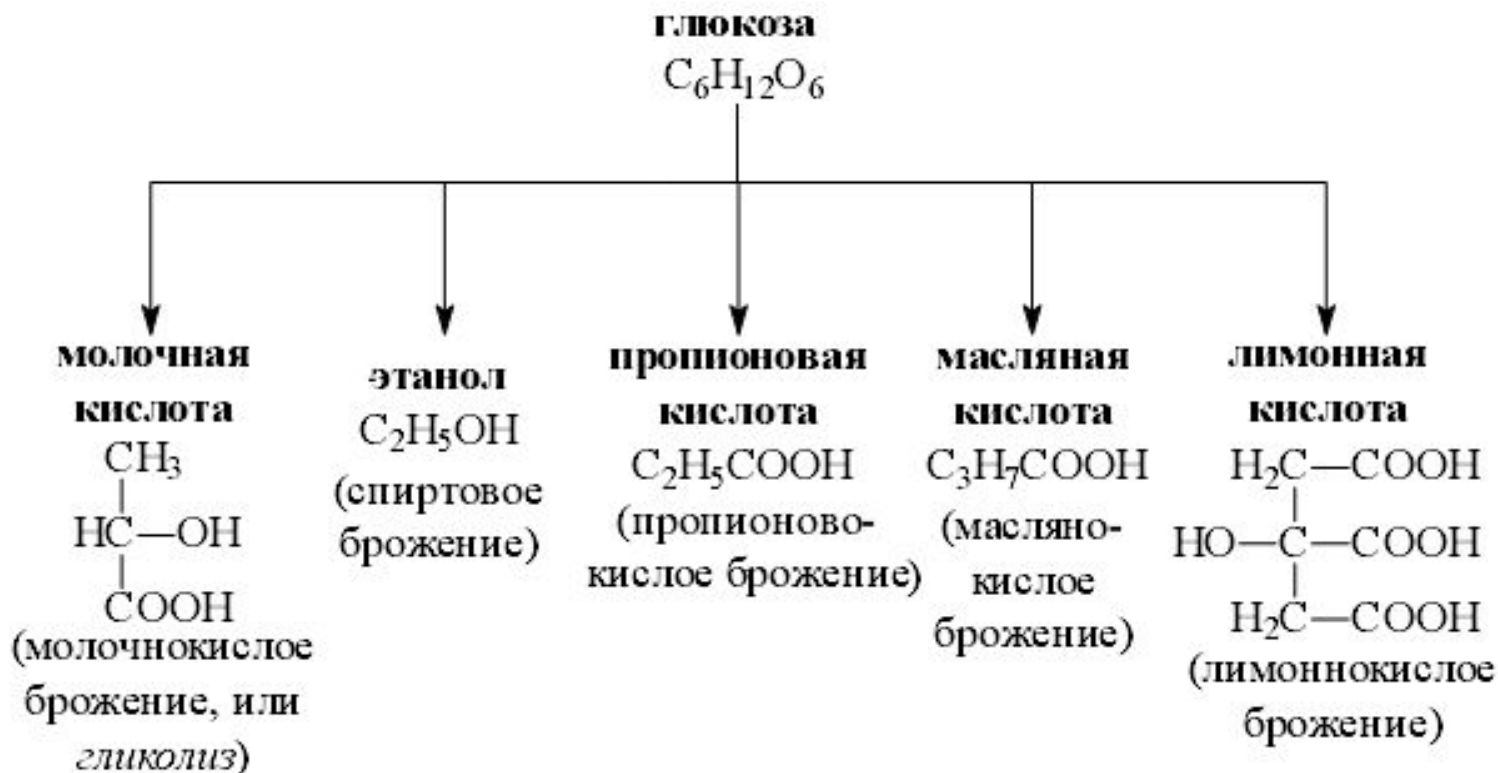 глюкоза
C₆H₁₂O₆
молочная
кислота
CH₃
HC—OH
COOH
(молочнокислое
брожение, или
гликолиз)
этанол
C₂H₅OH
(спиртовое
брожение)
пропионовая
кислота
C₂H₅COOH
(пропионово-
кислое брожение)
масляная
кислота
C₃H₇COOH
(масляно-
кислое
брожение)
лимонная
кислота
H₂C—COOH
HO—C—COOH
H₂C—COOH
(лимоннокислое
брожение)